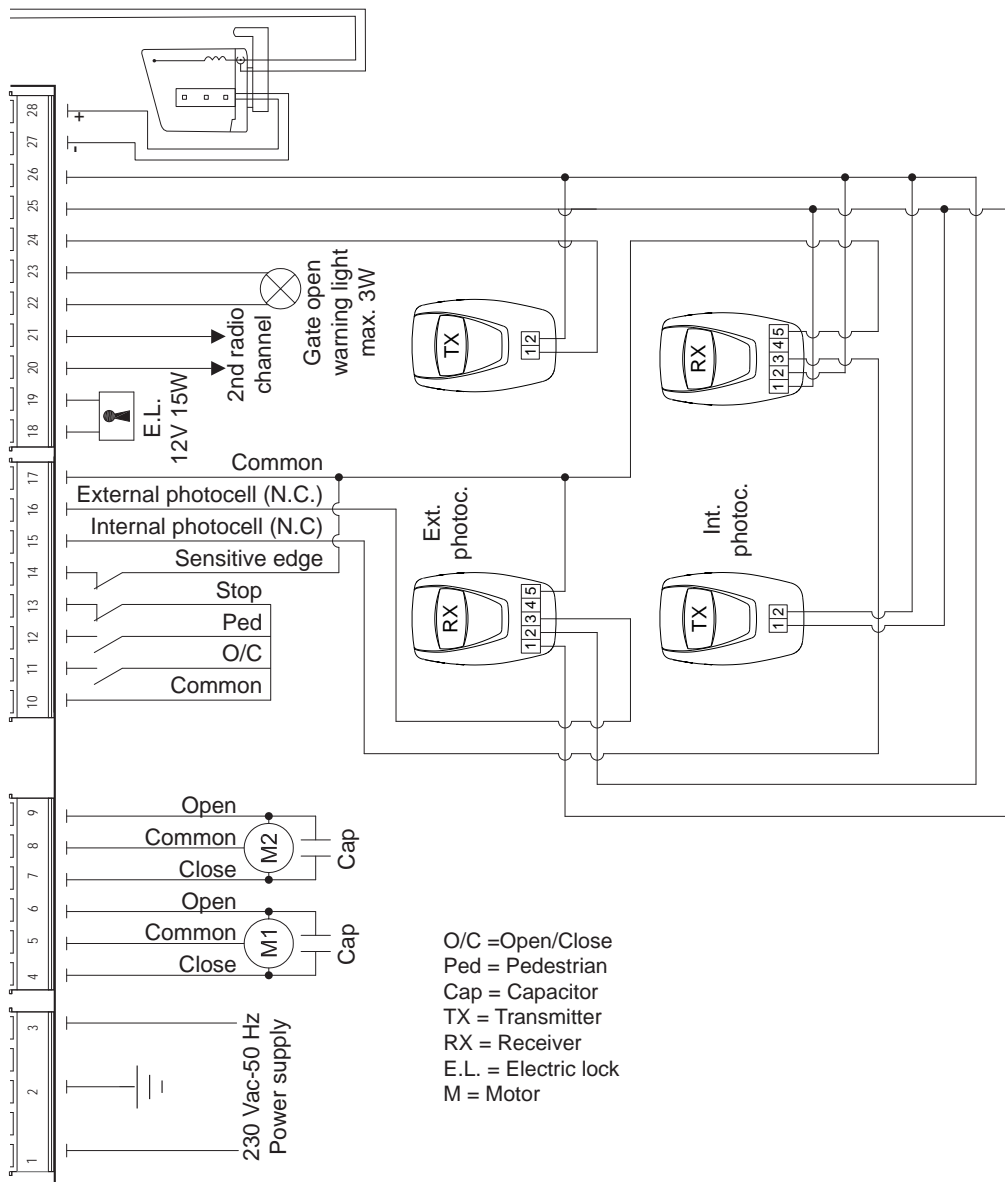 28
27
26
25
24
23
22
21
20
19
18
17
16
15
14
13
12
11
10
9
8
7
6
5
4
3
2
1
+
-
Gate open
warning light
max. 3W
2nd radio
channel
E.L.
12V 15W
TX
1 2
RX
1 2 3 4 5
Common
External photocell (N.C.)
Internal photocell (N.C)
Sensitive edge
Stop
Ped
O/C
Common
Ext.
photoc.
Int.
photoc.
RX
1 2 3 4 5
TX
1 2
Open
Common
Close
M2
Cap
Open
Common
Close
M1
Cap
230 Vac-50 Hz
Power supply
O/C =Open/Close
Ped = Pedestrian
Cap = Capacitor
TX = Transmitter
RX = Receiver
E.L. = Electric lock
M = Motor